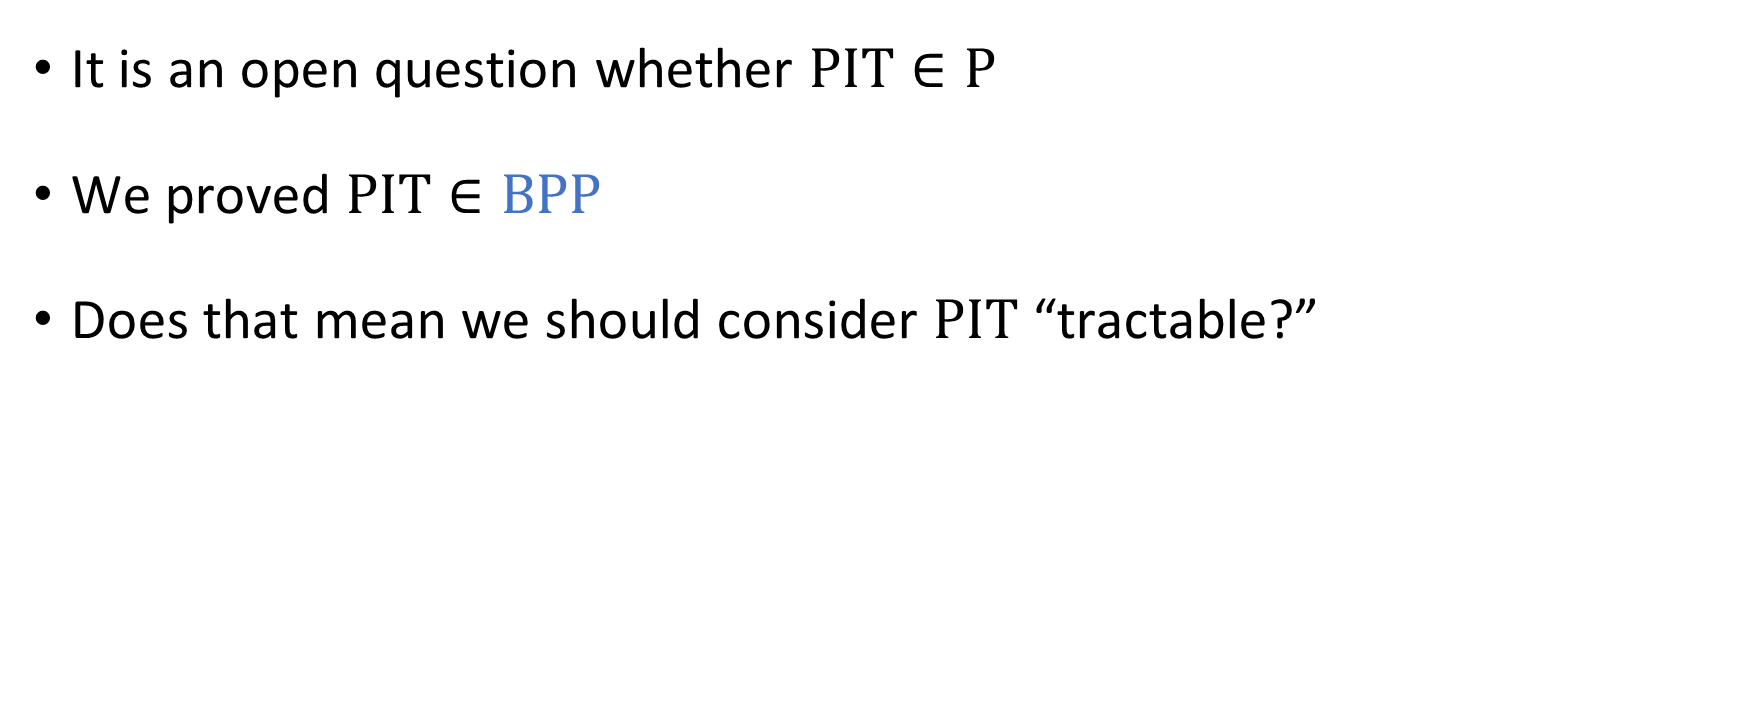 • It is an open question whether PIT ∈ P
• We proved PIT ∈ BPP
• Does that mean we should consider PIT “tractable?”